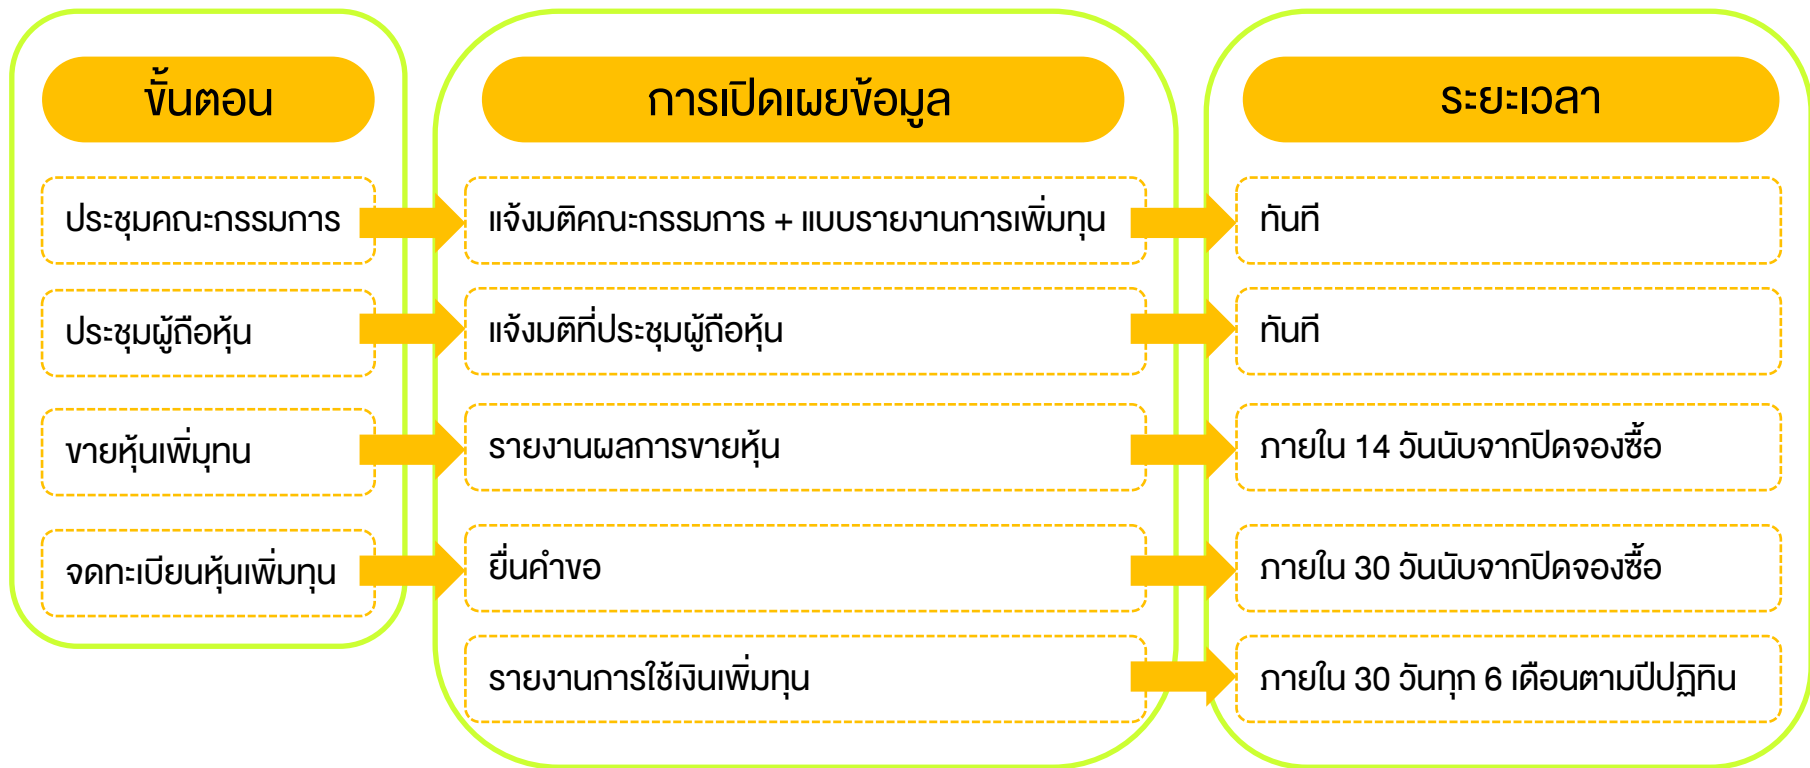 ขั้นตอน
การเปิดเผยข้อมูล
ระยะเวลา
ประชุมคณะกรรมการ
แจ้งมติคณะกรรมการ + แบบรายงานการเพิ่มทุน
ทันที
ประชุมผู้ถือหุ้น
แจ้งมติที่ประชุมผู้ถือหุ้น
ทันที
ขายหุ้นเพิ่มุทน
รายงานผลการขายหุ้น
ภายใน 14 วันนับจากปิดจองซื้อ
จดทะเบียนหุ้นเพิ่มทุน
ยื่นคำขอ
ภายใน 30 วันนับจากปิดจองซื้อ
รายงานการใช้เงินเพิ่มทุน
ภายใน 30 วันทุก 6 เดือนตามปีปฏิทิน